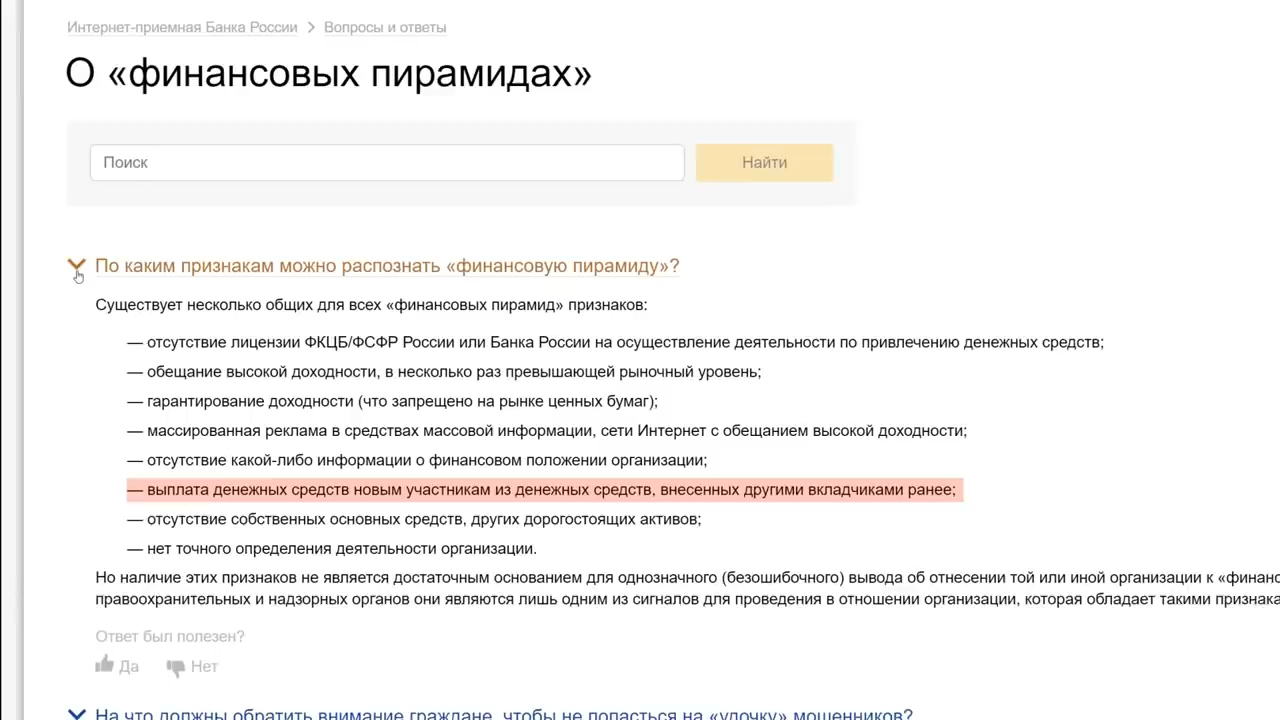 Интернет-приемная Банка России > Вопросы и ответы
О «финансовых пирамидах»
Поиск
Найти
По каким признакам можно распознать «финансовую пирамиду»?
Существует несколько общих для всех «финансовых пирамид» признаков:
— отсутствие лицензии ФКЦБ/ФСФР России или Банка России на осуществление деятельности по привлечению денежных средств;
— обещание высокой доходности, в несколько раз превышающей рыночный уровень;
— гарантирование доходности (что запрещено на рынке ценных бумаг);
— массированная реклама в средствах массовой информации, сети Интернет с обещанием высокой доходности;
— отсутствие какой-либо информации о финансовом положении организации;
— выплата денежных средств новым участникам из денежных средств, внесенных другими вкладчиками ранее;
— отсутствие собственных основных средств, других дорогостоящих активов;
— нет точного определения деятельности организации.
Но наличие этих признаков не является достаточным основанием для однозначного (безошибочного) вывода об отнесении той или иной организации к «финанс
правоохранительных и надзорных органов они являются лишь одним из сигналов для проведения в отношении организации, которая обладает такими признака
Ответ был полезен?
Да Нет
На что должны обратить внимание граждане, чтобы не попасться на «удочку» мошенников?